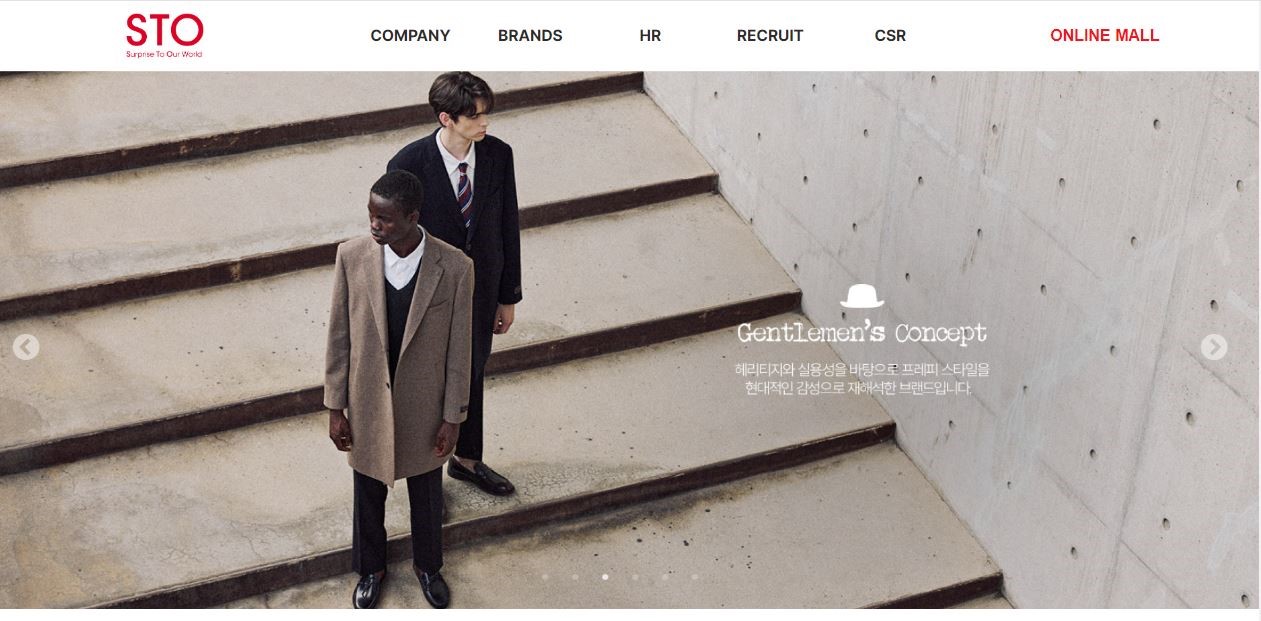 STO
Surprise To Our World
COMPANY
BRANDS
HR
RECRUIT
CSR
ONLINE MALL
Gentlemen's Concept
헤리티지와 실용성을 바탕으로 프레피 스타일을
현대적인 감성으로 재해석한 브랜드입니다.